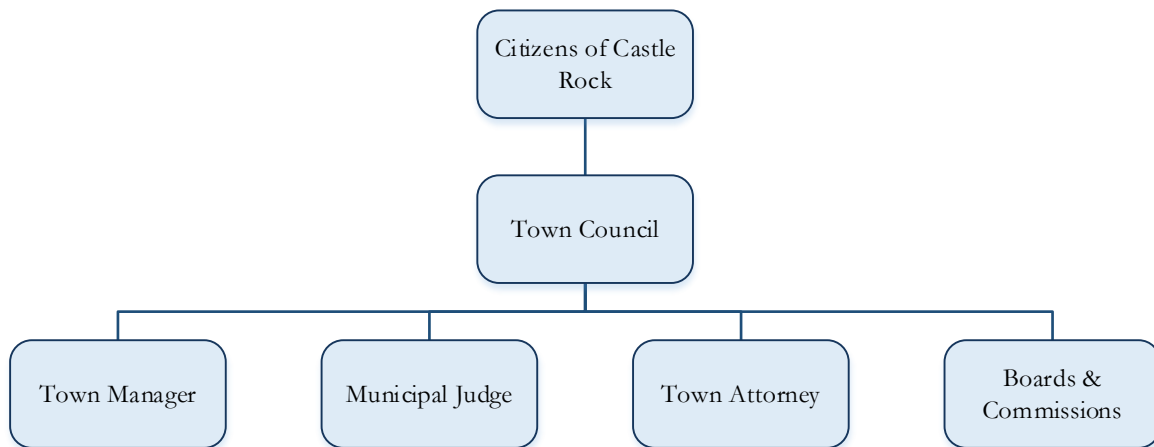 Citizens of Castle
Rock
Town Council
Town Manager
Municipal Judge
Town Attorney
Boards &
Commissions